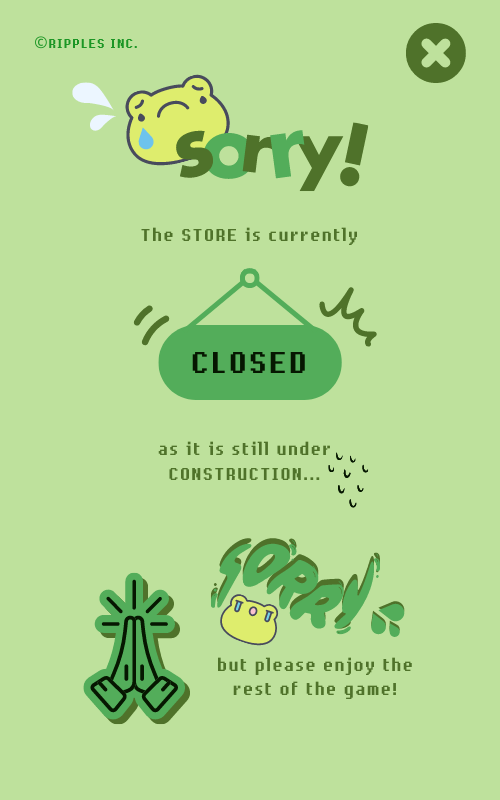 ©RIPPLES INC.
sorry!
The STORE is currently
CLOSED
as it is still under
CONSTRUCTION...
SORRY
but please enjoy the
rest of the game!